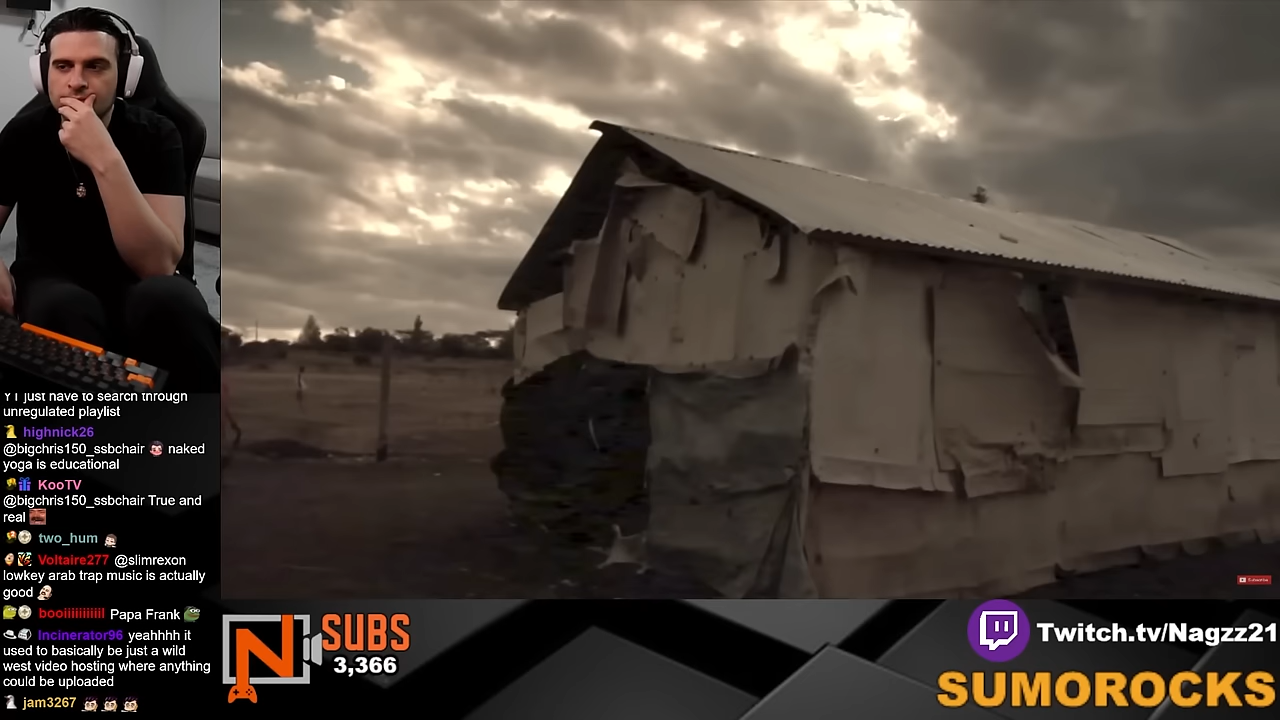 YT just have to search through
unregulated playlist
highnick26
@bigchris150_ssbchair naked
yoga is educational
KooTV
@bigchris150_ssbchair True and
real
two_hum
Voltaire277 @slimrexon
lowkey arab trap music is actually
good
booiiiiiiiiiill Papa Frank
Incinerator96 yeahhhh it
used to basically be just a wild
west video hosting where anything
could be uploaded
jam3267
N SUBS
3,366
Twitch.tv/Nagzz21
SUMOROCKS